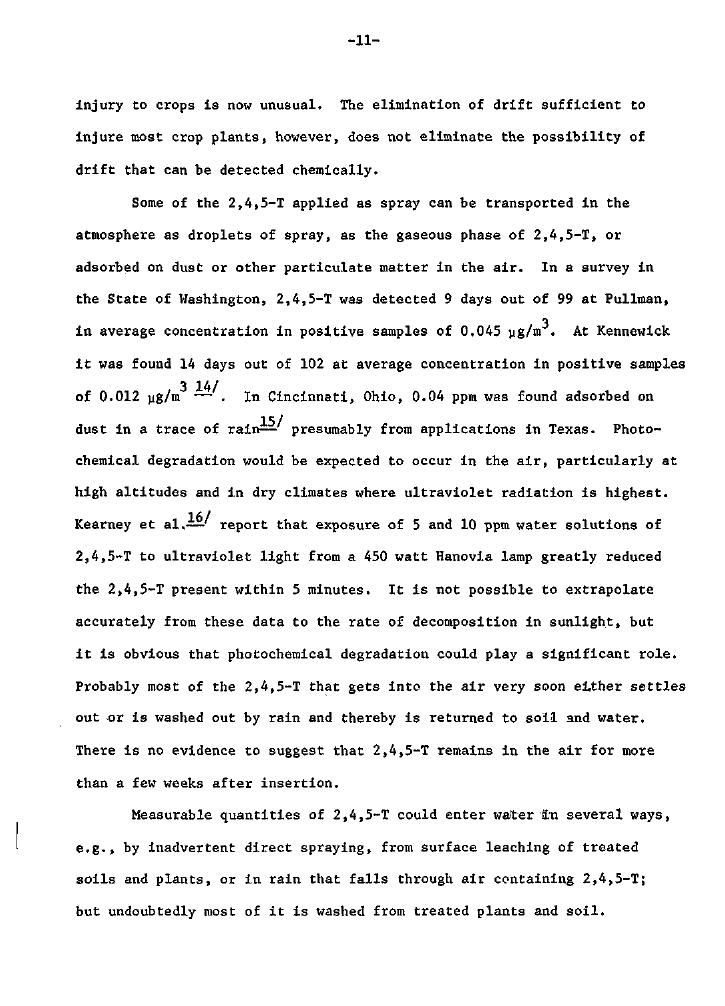 -11-
injury to crops is now unusual. The elimination of drift sufficient to
injure most crop plants, however, does not eliminate the possibility of
drift that can be detected chemically.
Some of the 2,4,5-T applied as spray can be transported in the
atmosphere as droplets of spray, as the gaseous phase of 2,4,5-T, or
adsorbed on dust or other particulate matter in the air. In a survey in
the State of Washington, 2,4,5-T was detected 9 days out of 99 at Pullman,
in average concentration in positive samples of 0.045 µg/m³. At Kennewick
it was found 14 days out of 102 at average concentration in positive samples
of 0.012 µg/m³ 14/. In Cincinnati, Ohio, 0.04 ppm was found adsorbed on
dust in a trace of rain15/ presumably from applications in Texas. Photo-
chemical degradation would be expected to occur in the air, particularly at
high altitudes and in dry climates where ultraviolet radiation is highest.
Kearney et al.16/ report that exposure of 5 and 10 ppm water solutions of
2,4,5-T to ultraviolet light from a 450 watt Hanovia lamp greatly reduced
the 2,4,5-T present within 5 minutes. It is not possible to extrapolate
accurately from these data to the rate of decomposition in sunlight, but
it is obvious that photochemical degradation could play a significant role.
Probably most of the 2,4,5-T that gets into the air very soon either settles
out or is washed out by rain and thereby is returned to soil and water.
There is no evidence to suggest that 2,4,5-T remains in the air for more
than a few weeks after insertion.
Measurable quantities of 2,4,5-T could enter water in several ways,
e.g., by inadvertent direct spraying, from surface leaching of treated
soils and plants, or in rain that falls through air containing 2,4,5-T;
but undoubtedly most of it is washed from treated plants and soil.